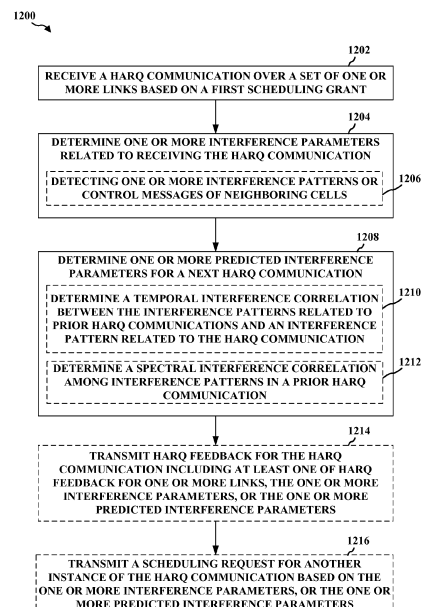 1200
1202
RECEIVE A HARQ COMMUNICATION OVER A SET OF ONE OR
MORE LINKS BASED ON A FIRST SCHEDULING GRANT
1204
DETERMINE ONE OR MORE INTERFERENCE PARAMETERS
RELATED TO RECEIVING THE HARQ COMMUNICATION
1206
DETECTING ONE OR MORE INTERFERENCE PATTERNS OR
CONTROL MESSAGES OF NEIGHBORING CELLS
1208
DETERMINE ONE OR MORE PREDICTED INTERFERENCE
PARAMETERS FOR A NEXT HARQ COMMUNICATION
1210
DETERMINE A TEMPORAL INTERFERENCE CORRELATION
BETWEEN THE INTERFERENCE PATTERNS RELATED TO
PRIOR HARQ COMMUNICATIONS AND AN INTERFERENCE
PATTERN RELATED TO THE HARQ COMMUNICATION
1212
DETERMINE A SPECTRAL INTERFERENCE CORRELATION
AMONG INTERFERENCE PATTERNS IN A PRIOR HARQ
COMMUNICATION
1214
TRANSMIT HARQ FEEDBACK FOR THE HARQ
COMMUNICATION INCLUDING AT LEAST ONE OF HARQ
FEEDBACK FOR ONE OR MORE LINKS, THE ONE OR MORE
INTERFERENCE PARAMETERS, OR THE ONE OR MORE
PREDICTED INTERFERENCE PARAMETERS
1216
TRANSMIT A SCHEDULING REQUEST FOR ANOTHER
INSTANCE OF THE HARQ COMMUNICATION BASED ON THE
ONE OR MORE INTERFERENCE PARAMETERS, OR THE ONE OR
MORE PREDICTED INTERFERENCE PARAMETERS